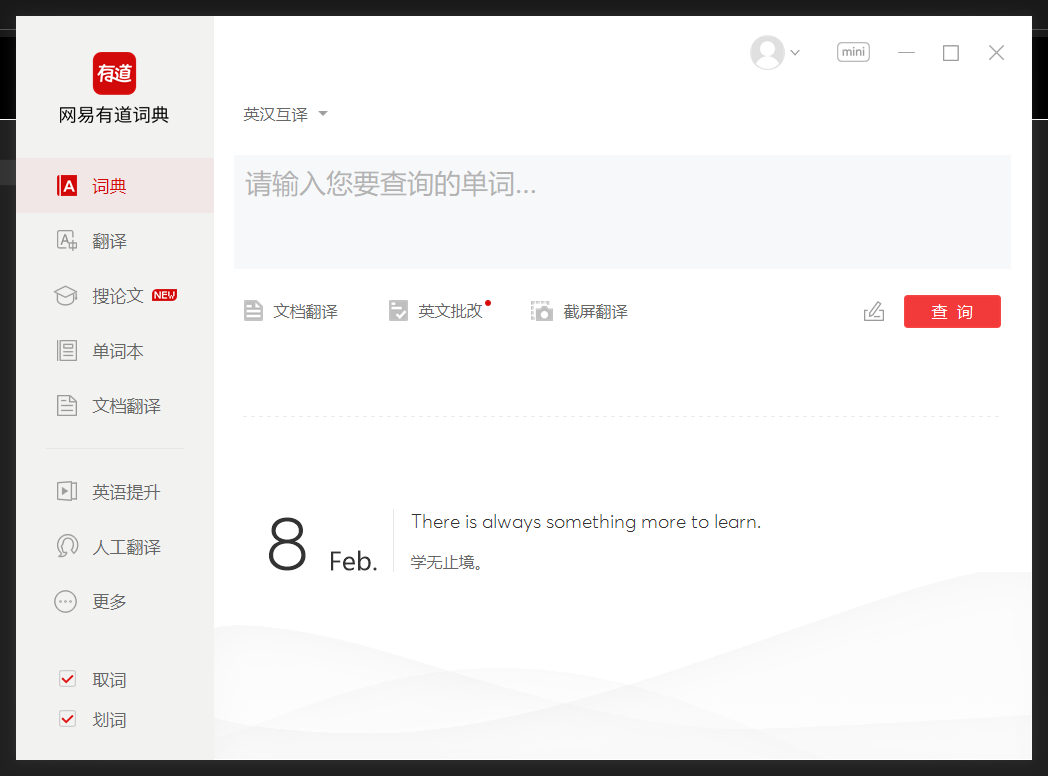 有道
网易有道词典
词典
翻译
搜论文 NEW
单词本
文档翻译
英语提升
人工翻译
更多
取词
划词
mini
英汉互译
请输入您要查询的单词...
文档翻译 英文批改 截屏翻译 查 询
8 Feb.
There is always something more to learn.
学无止境。